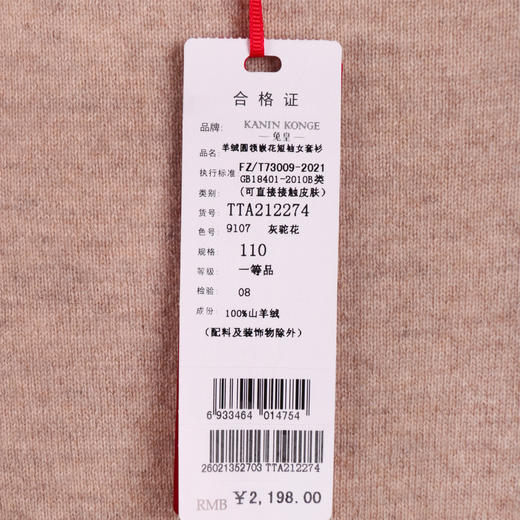 合格证
品牌: KANIN KONGE
兔皇
品名: 羊绒圆领嵌花短袖女套衫
执行标准 FZ/T73009-2021
GB18401-2010B类
类别: (可直接接触皮肤)
货号: TTA212274
色号: 9107 灰驼花
规格: 110
等级: 一等品
检验: 08
成份: 100%山羊绒
(配料及装饰物除外)
6 933464 014754
26021352703 TTA212274
RMB ¥2,198.00